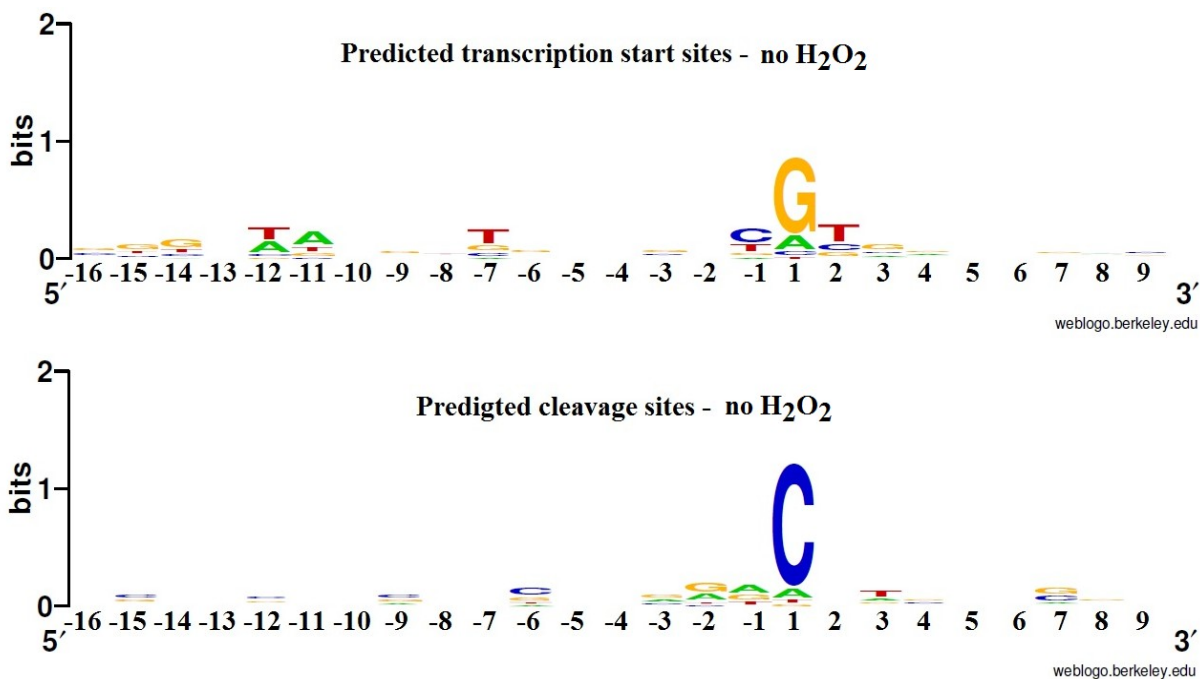 2
Predicted transcription start sites - no H₂O₂
bits
1
0
-16 -15 -14 -13 -12 -11 -10 -9 -8 -7 -6 -5 -4 -3 -2 -1 1 2 3 4 5 6 7 8 9
5′ 3′
weblogo.berkeley.edu
2
Predigted cleavage sites - no H₂O₂
bits
1
0
-16 -15 -14 -13 -12 -11 -10 -9 -8 -7 -6 -5 -4 -3 -2 -1 1 2 3 4 5 6 7 8 9
5′ 3′
weblogo.berkeley.edu